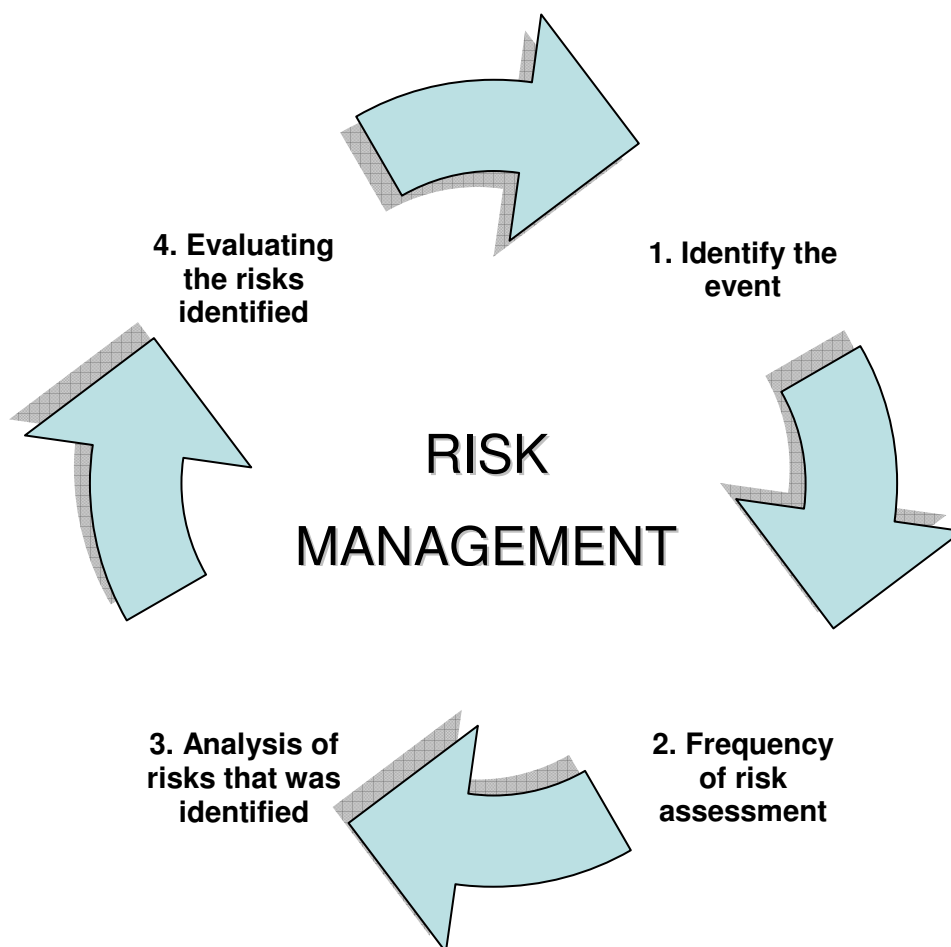 1. Identify the
event
2. Frequency
of risk
assessment
3. Analysis of
risks that was
identified
4. Evaluating
the risks
identified
RISK
MANAGEMENT